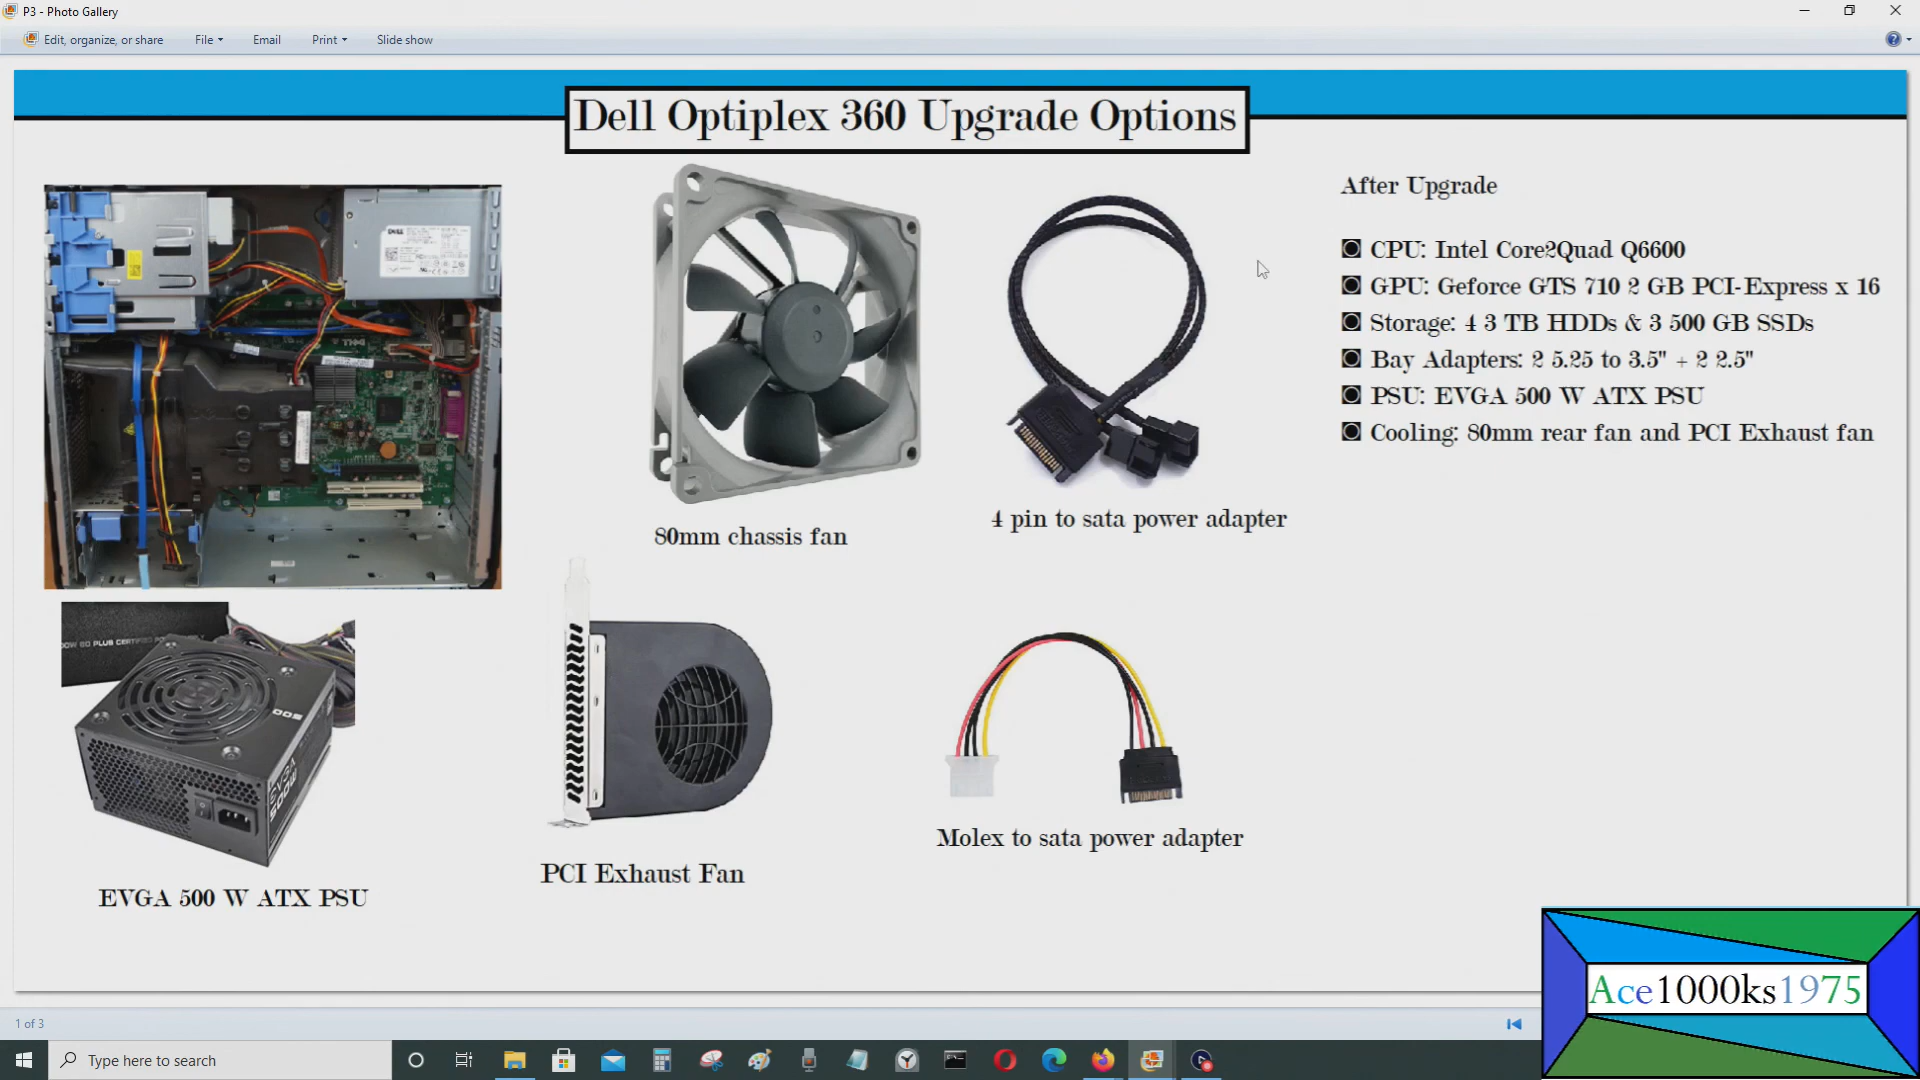 P3 - Photo Gallery
Edit, organize, or share
File
Email
Print
Slide show
Dell Optiplex 360 Upgrade Options
After Upgrade
CPU: Intel Core2Quad Q6600
GPU: Geforce GTS 710 2 GB PCI-Express x 16
Storage: 4 3 TB HDDs & 3 500 GB SSDs
Bay Adapters: 2 5.25 to 3.5" + 2 2.5"
PSU: EVGA 500 W ATX PSU
Cooling: 80mm rear fan and PCI Exhaust fan
DELL
80mm chassis fan
4 pin to sata power adapter
500
EVGA
500W
EVGA 500 W ATX PSU
PCI Exhaust Fan
Molex to sata power adapter
Ace1000ks1975
1 of 3
Type here to search